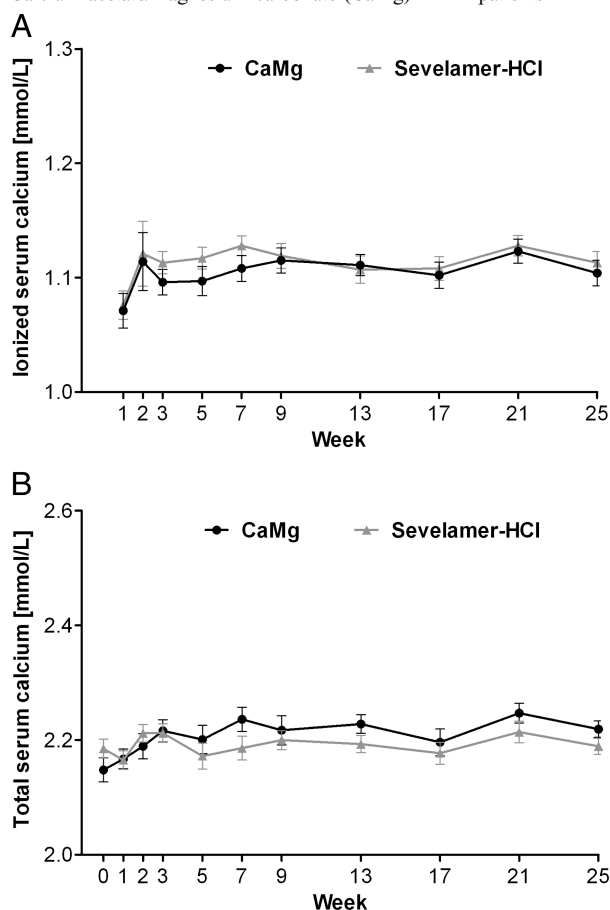 A
CaMg Sevelamer-HCl
Ionized serum calcium [mmol/L]
1.3
1.2
1.1
1.0
1 2 3 5 7 9 13 17 21 25
Week
B
CaMg Sevelamer-HCl
Total serum calcium [mmol/L]
2.6
2.4
2.2
2.0
0 1 2 3 5 7 9 13 17 21 25
Week